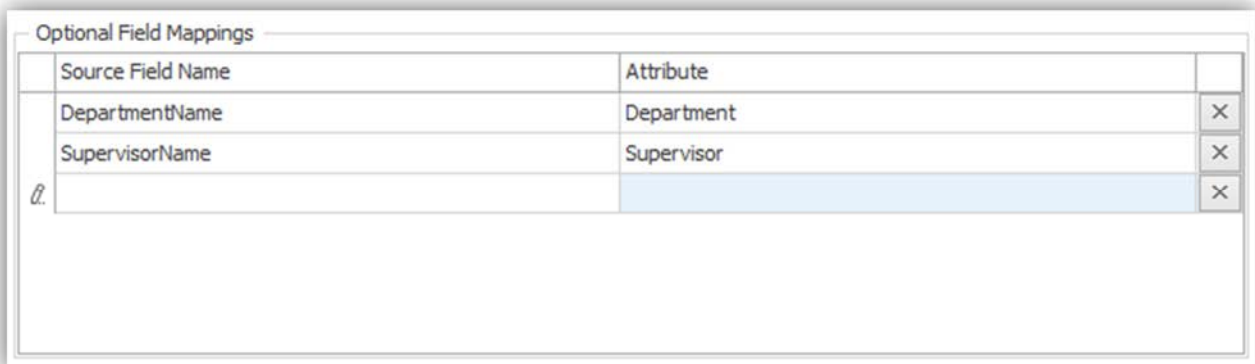 Optional Field Mappings
Source Field Name Attribute
DepartmentName Department
SupervisorName Supervisor